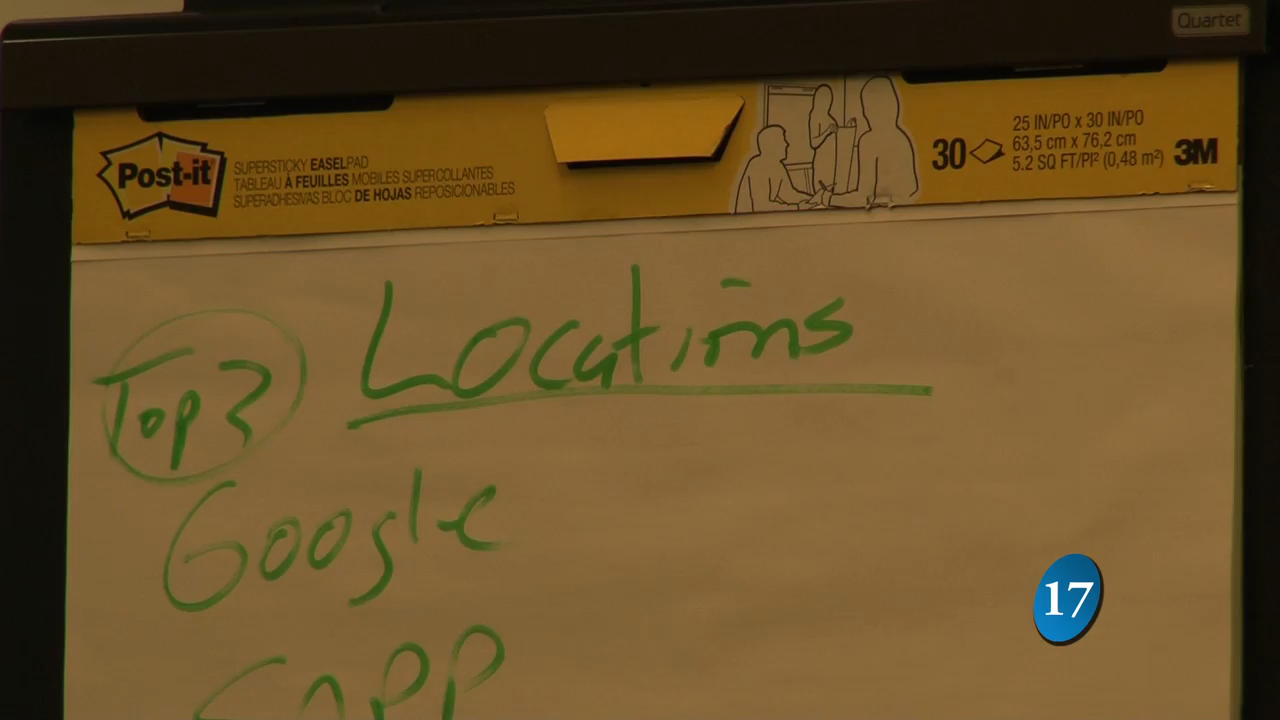 Quartet
Post-it
SUPERSTICKY EASELPAD
TABLEAU À FEUILLES MOBILES SUPERCOLLANTES
SUPERADHESIVAS BLOC DE HOJAS REPOSICIONABLES
30
25 IN/PO x 30 IN/PO
63,5 cm x 76,2 cm
5.2 SQ FT/PI² (0,48 m²)
3M
Top 3
Locations
Google
17